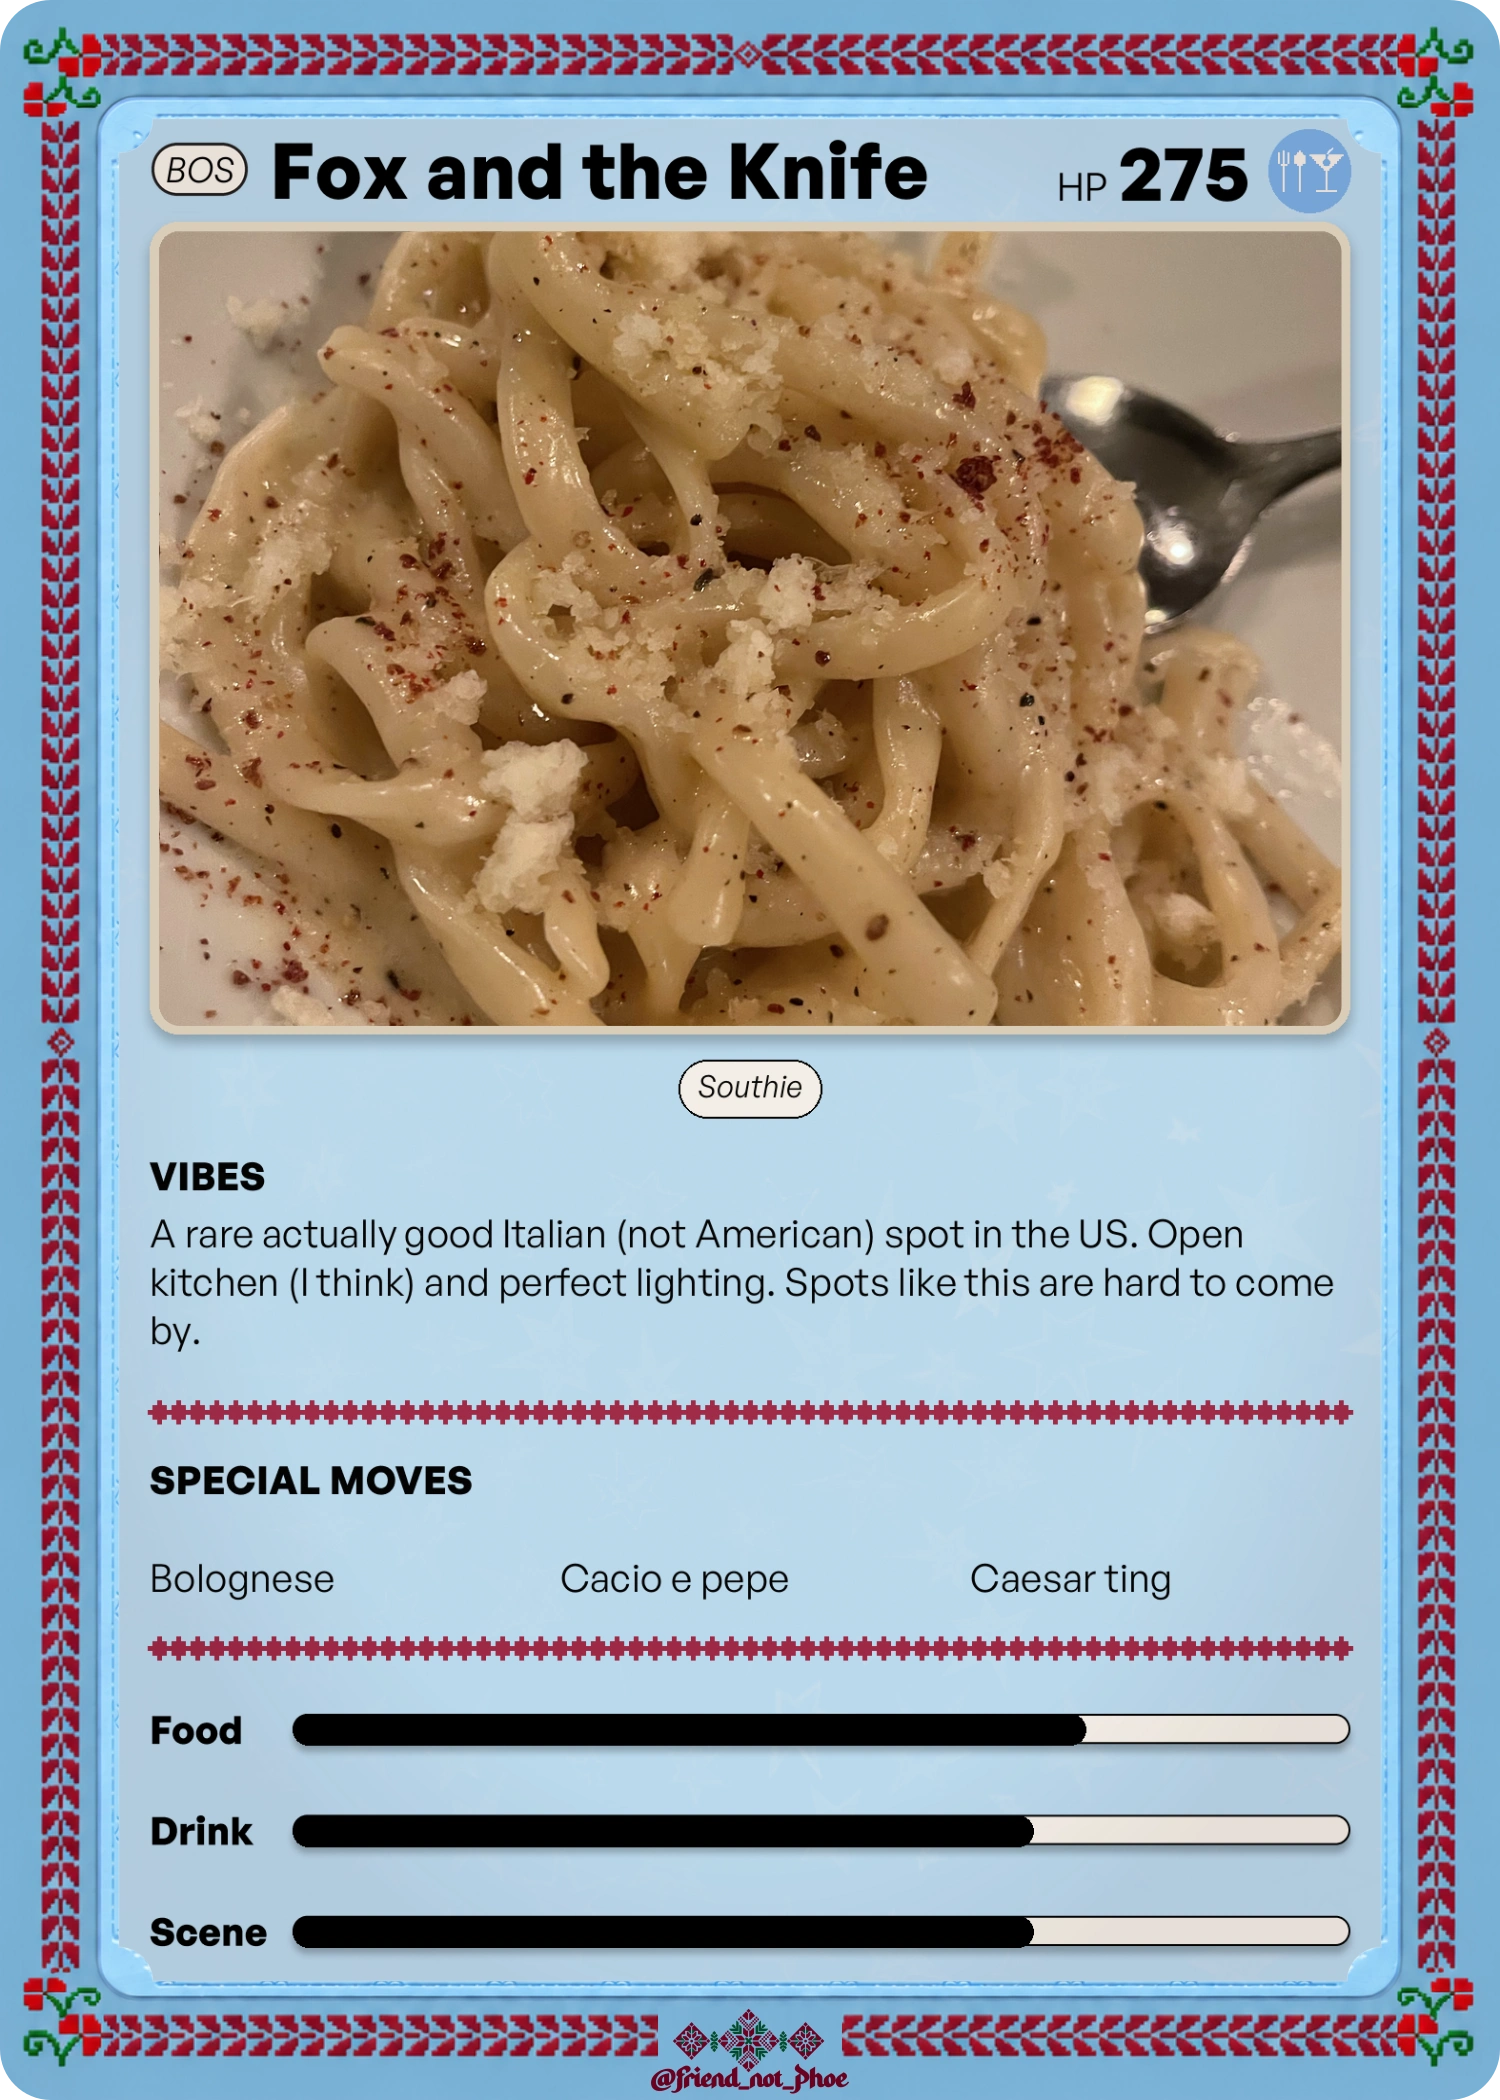 BOS Fox and the Knife HP 275
Southie
VIBES
A rare actually good Italian (not American) spot in the US. Open
kitchen (I think) and perfect lighting. Spots like this are hard to come
by.
SPECIAL MOVES
Bolognese Cacio e pepe Caesar ting
Food
Drink
Scene
@friend_not_phoe